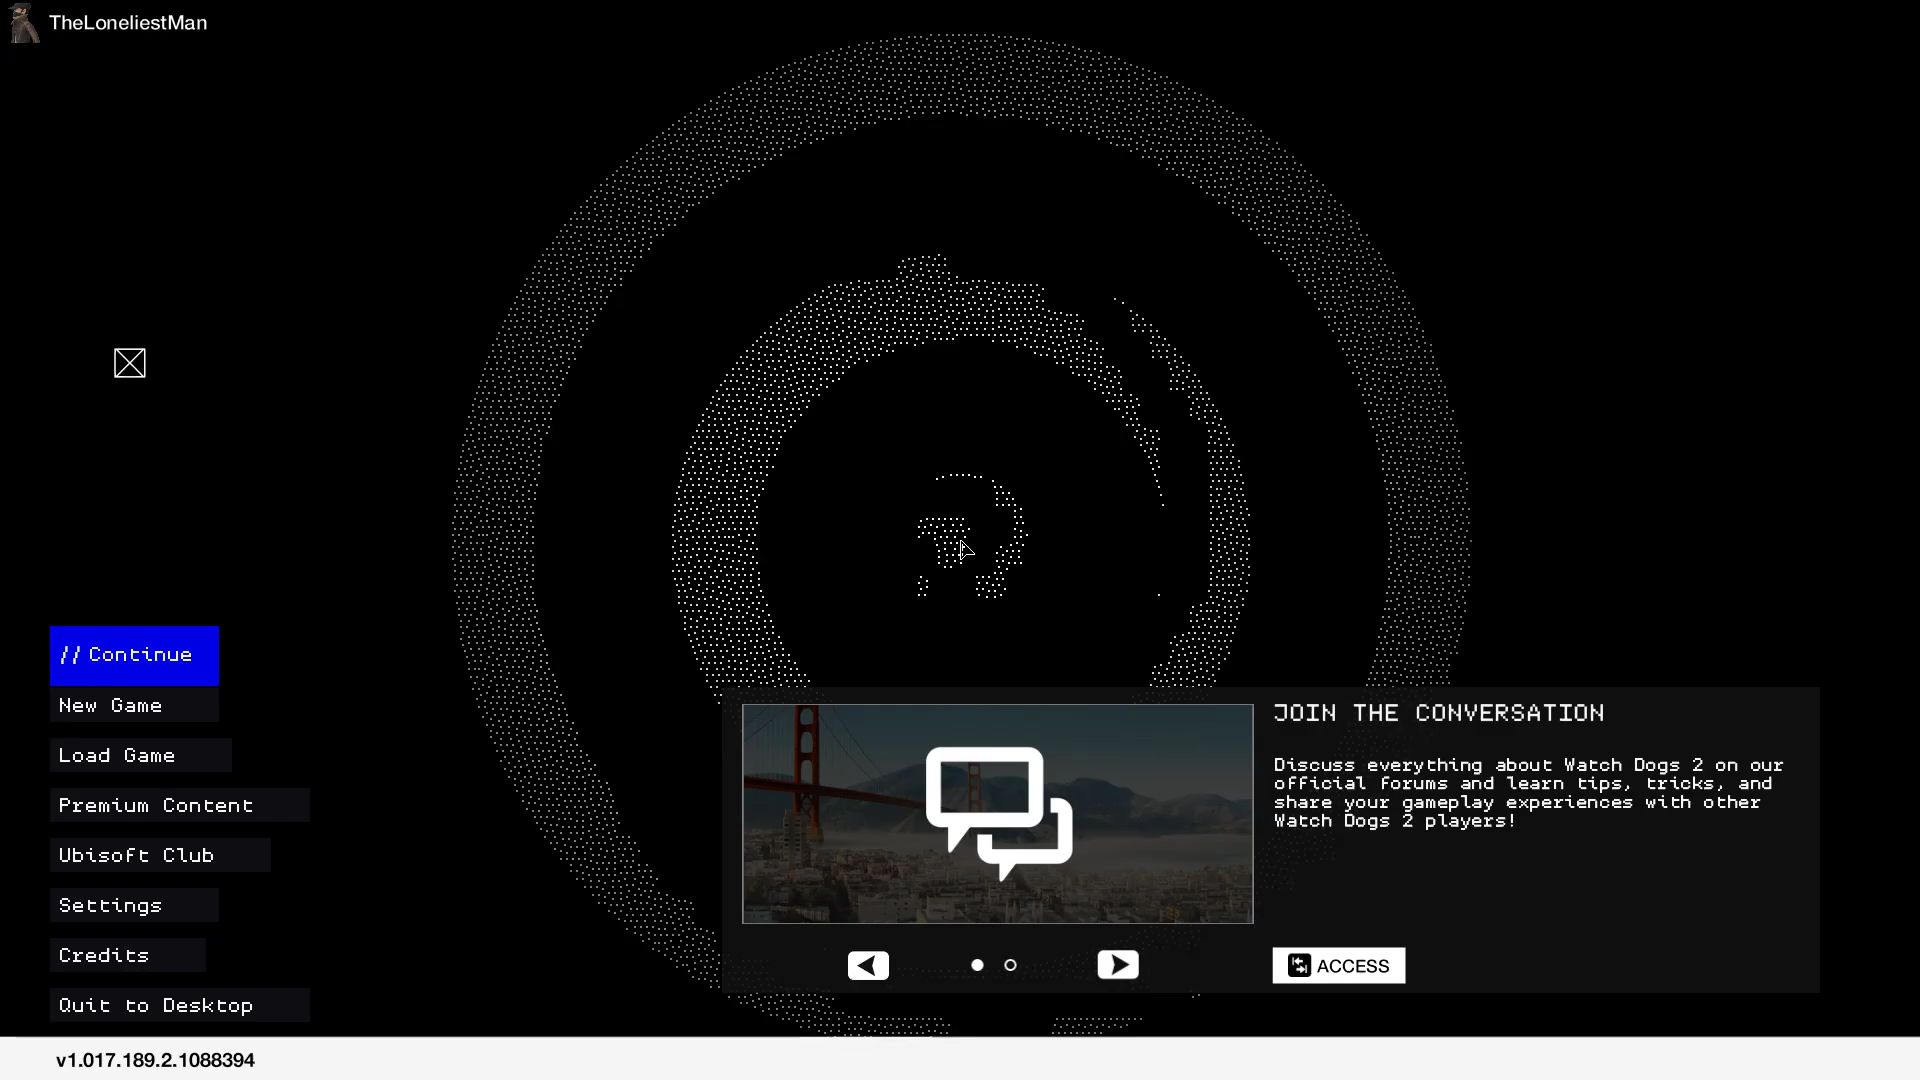 TheLoneliestMan
// Continue
New Game
Load Game
Premium Content
Ubisoft Club
Settings
Credits
Quit to Desktop
JOIN THE CONVERSATION
Discuss everything about Watch Dogs 2 on our
official forums and learn tips, tricks, and
share your gameplay experiences with other
Watch Dogs 2 players!
ACCESS
v1.017.189.2.1088394